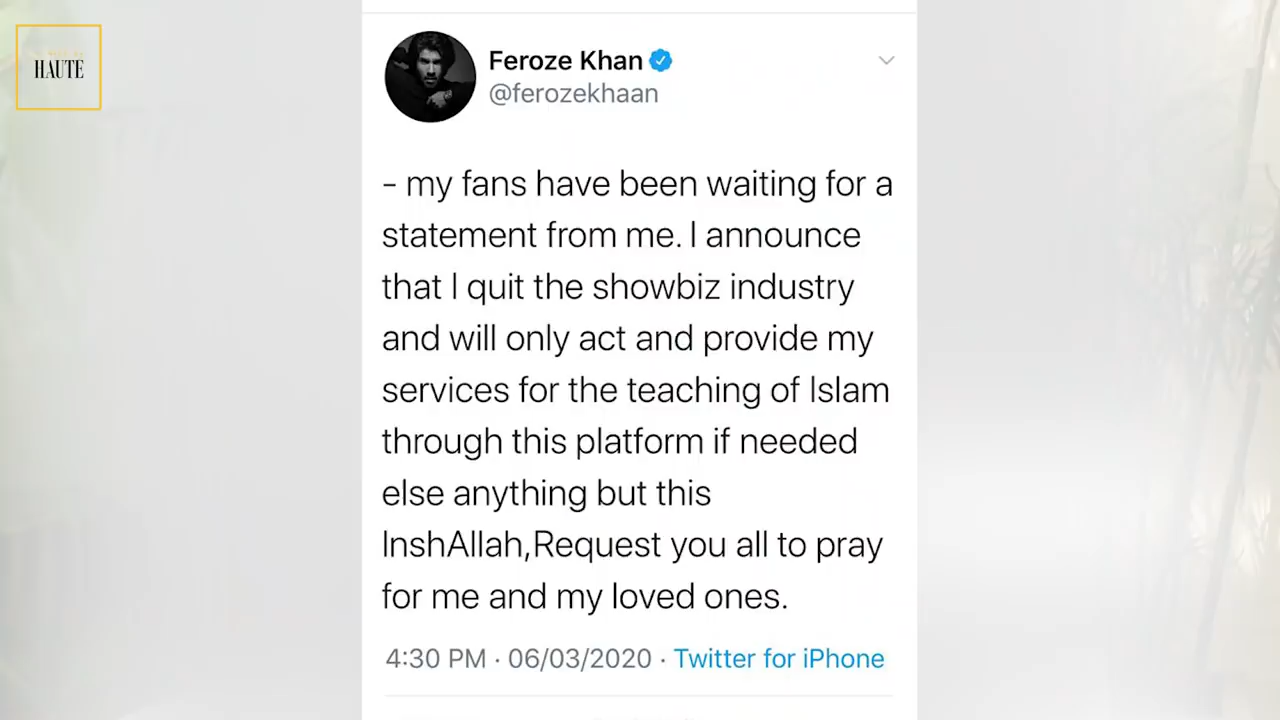 HAUTE
Feroze Khan
@ferozekhaan
- my fans have been waiting for a
statement from me. I announce
that I quit the showbiz industry
and will only act and provide my
services for the teaching of Islam
through this platform if needed
else anything but this
InshAllah,Request you all to pray
for me and my loved ones.
4:30 PM · 06/03/2020 · Twitter for iPhone